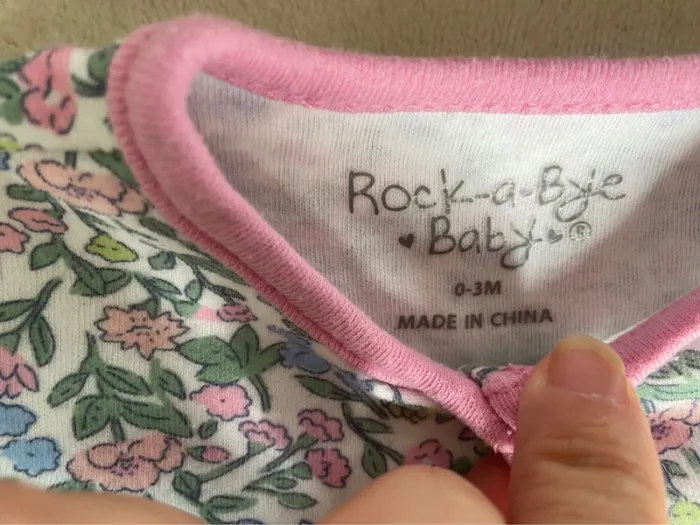 Rock-a-Bye
♥ Baby ♥®
0-3M
MADE IN CHINA